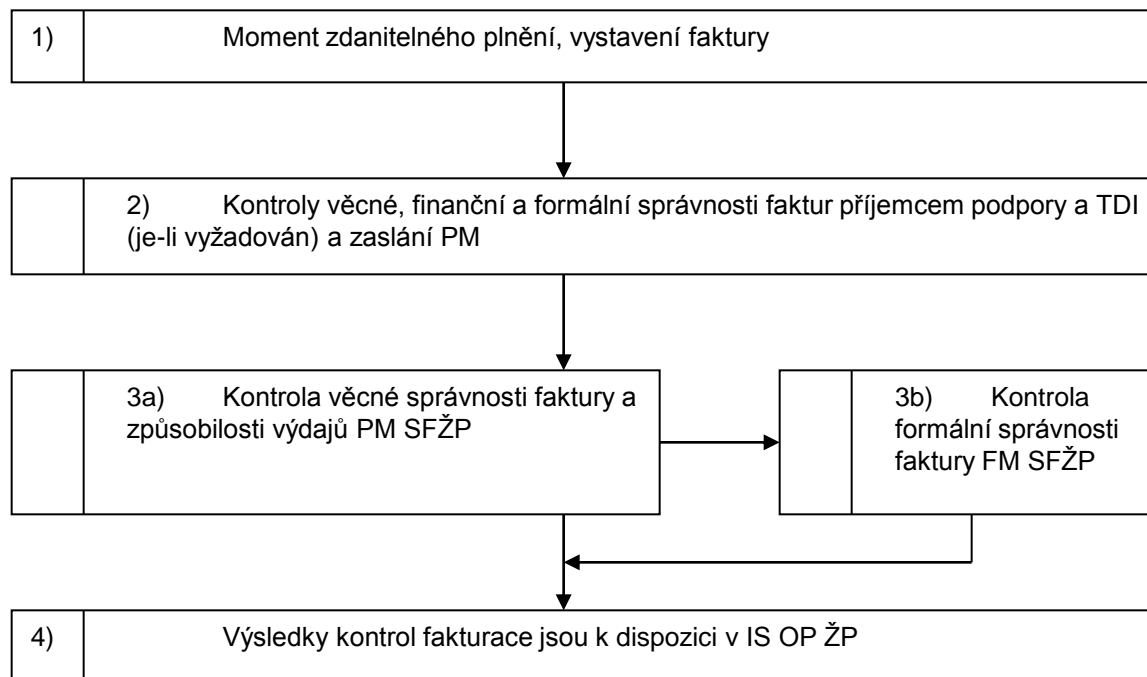 1) Moment zdanitelného plnění, vystavení faktury
2) Kontroly věcné, finanční a formální správnosti faktur příjemcem podpory a TDI
(je-li vyžadován) a zaslání PM
3a) Kontrola věcné správnosti faktury a
způsobilosti výdajů PM SFŽP
3b) Kontrola
formální správnosti
faktury FM SFŽP
4) Výsledky kontrol fakturace jsou k dispozici v IS OP ŽP